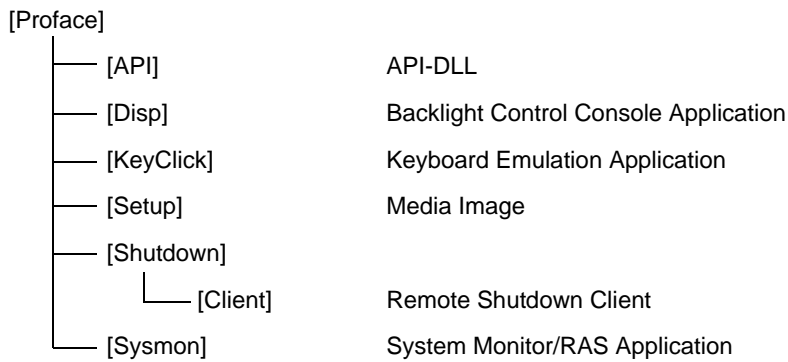 [Proface]
[API] API-DLL
[Disp] Backlight Control Console Application
[KeyClick] Keyboard Emulation Application
[Setup] Media Image
[Shutdown]
[Client] Remote Shutdown Client
[Sysmon] System Monitor/RAS Application